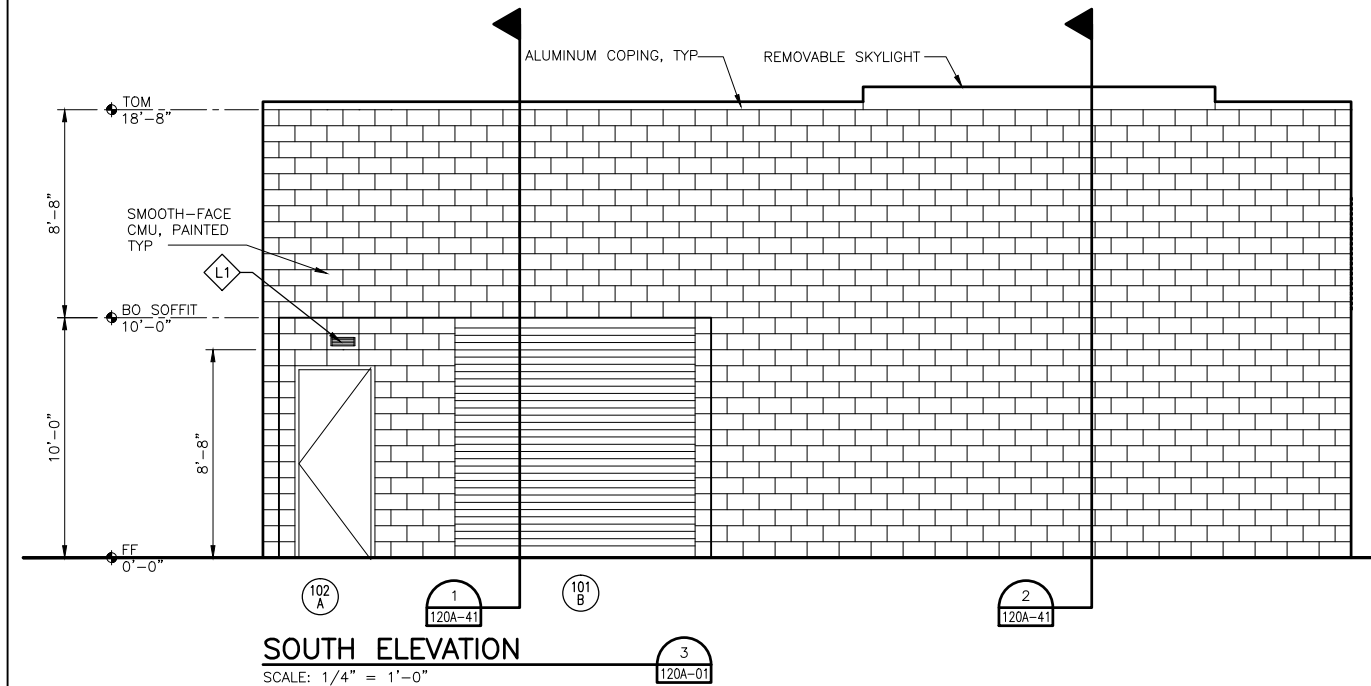 ALUMINUM COPING, TYP
REMOVABLE SKYLIGHT
TOM
18'-8"
8'-8"
SMOOTH-FACE
CMU, PAINTED
TYP
L1
BO SOFFIT
10'-0"
10'-0"
8'-8"
FF
0'-0"
102
A
1
120A-41
101
B
2
120A-41
SOUTH ELEVATION
SCALE: 1/4" = 1'-0"
3
120A-01